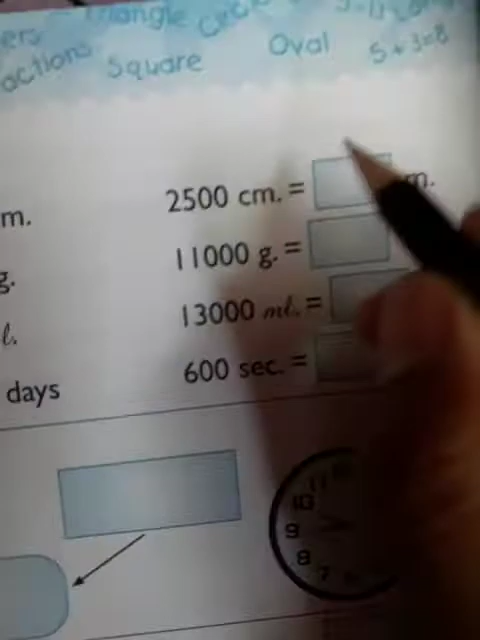 ers Triangle Circle
actions Square Oval 5+3=8
m. 2500 cm. = m.
g. 11000 g. =
l. 13000 ml. =
days 600 sec. =
11
10
9
8
7